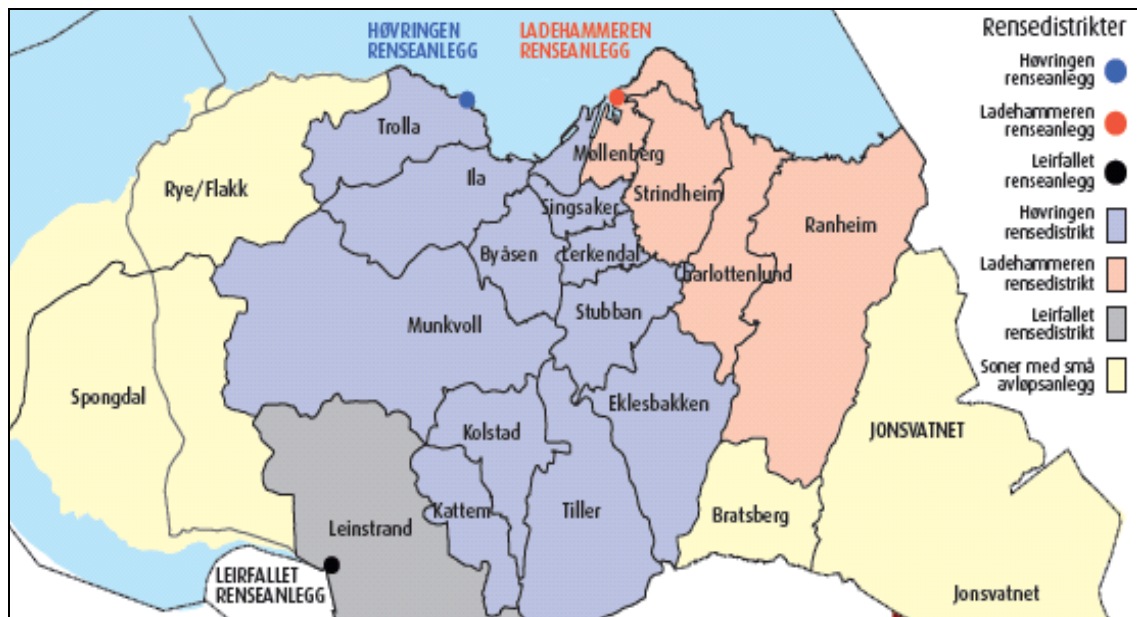 HØVRINGEN
RENSEANLEGG
LADEHAMMEREN
RENSEANLEGG
Rensedistrikter
Høvringen
renseanlegg
Ladehammeren
renseanlegg
Leirfallet
renseanlegg
Høvringen
rensedistrikt
Ladehammeren
rensedistrikt
Leirfallet
rensedistrikt
Soner med små
avløpsanlegg
Trolla
Møllenberg
Ila
Rye/Flakk
Strindheim
Singsaker
Ranheim
Byåsen
Lerkendal
Charlottenlund
Stubban
Munkvoll
Spongdal
Eklesbakken
Kolstad
JONSVATNET
Kattem
Tiller
Bratsberg
Leinstrand
LEIRFALLET
RENSEANLEGG
Jonsvatnet